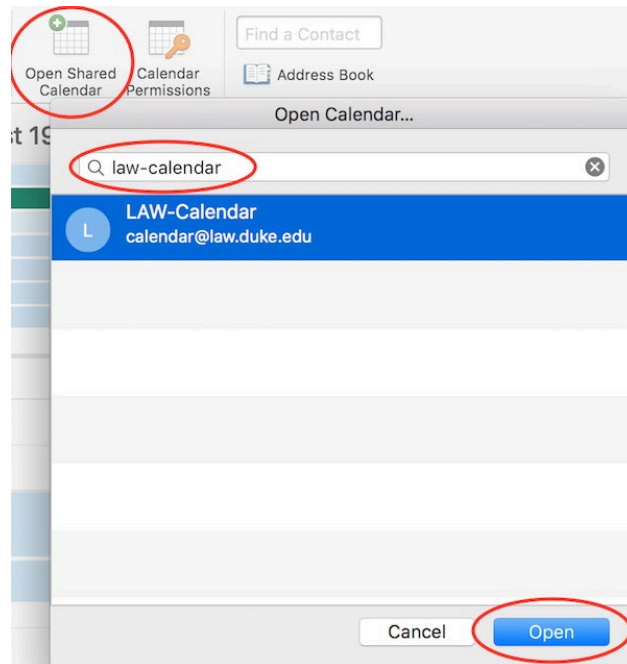 Find a Contact
Open Shared
Calendar
Calendar
Permissions
Address Book
Open Calendar...
st 19
law-calendar
L
LAW-Calendar
calendar@law.duke.edu
Cancel
Open